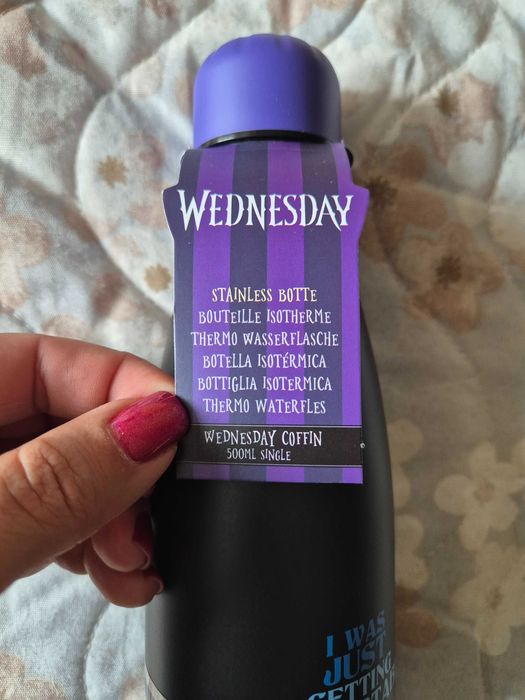 WEDNESDAY
STAINLESS BOTTE
BOUTEILLE ISOTHERME
THERMO WASSERFLASCHE
BOTELLA ISOTÉRMICA
BOTTIGLIA ISOTERMICA
THERMO WATERFLES
WEDNESDAY COFFIN
500ML SINGLE
I WAS
JUST
GETTING